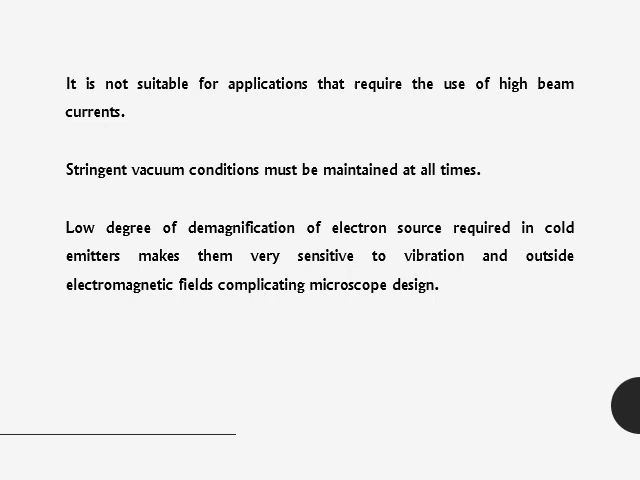 It is not suitable for applications that require the use of high beam
currents.
Stringent vacuum conditions must be maintained at all times.
Low degree of demagnification of electron source required in cold
emitters makes them very sensitive to vibration and outside
electromagnetic fields complicating microscope design.